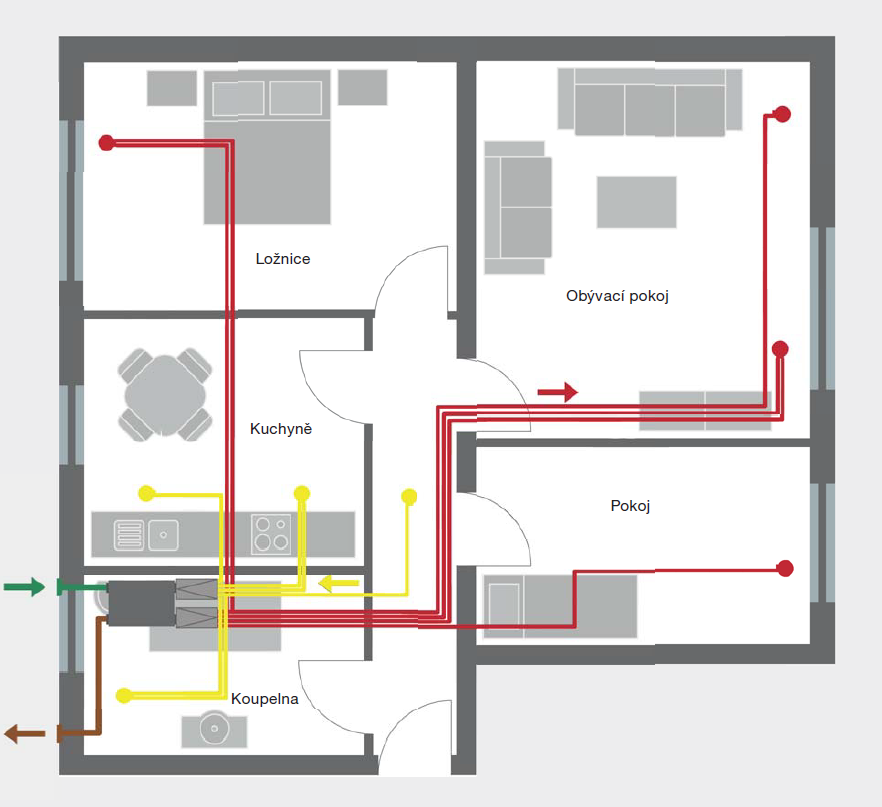 Ložnice
Obývací pokoj
Kuchyně
Pokoj
Koupelna